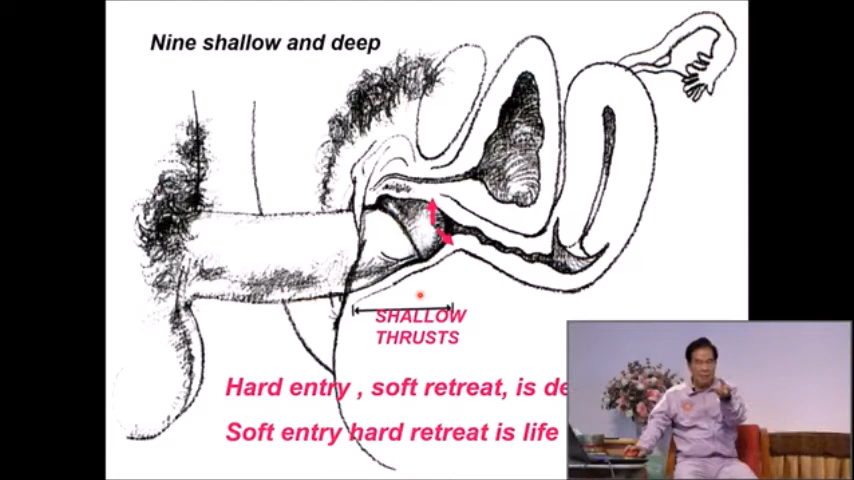 Nine shallow and deep
SHALLOW
THRUSTS
Hard entry , soft retreat, is
Soft entry hard retreat is life